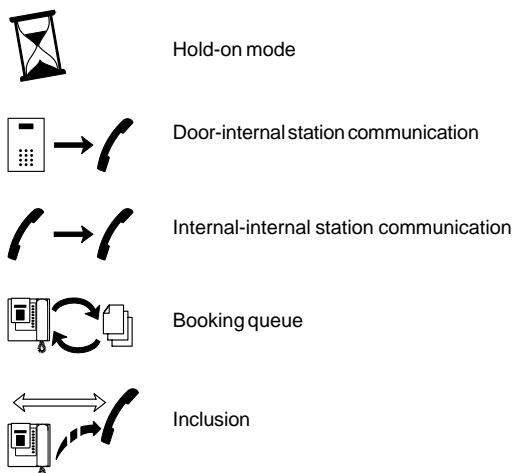 Hold-on mode
Door-internal station communication
Internal-internal station communication
Booking queue
Inclusion